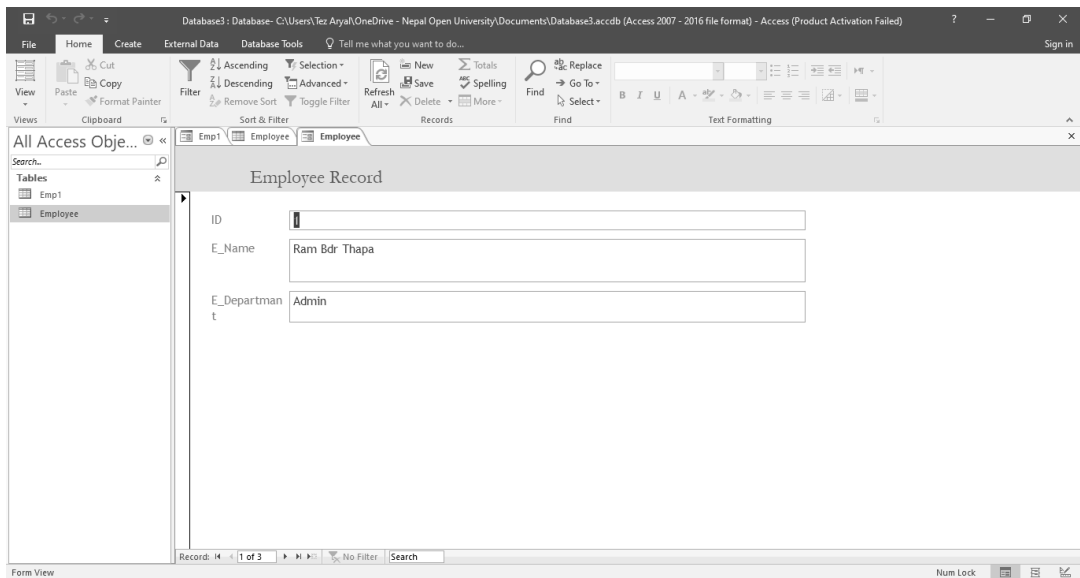 Database3 : Database- C:\Users\Tez Aryal\OneDrive - Nepal Open University\Documents\Database3.accdb (Access 2007 - 2016 file format) - Access (Product Activation Failed)
?
File Home Create External Data Database Tools Tell me what you want to do... Sign in
View
Views
Paste
Cut
Copy
Format Painter
Clipboard
Filter
Ascending
Descending
Remove Sort
Selection
Advanced
Toggle Filter
Sort & Filter
Refresh
All
New
Save
Delete
Totals
Spelling
More
Records
Find
Replace
Go To
Select
Find
B I U A
Text Formatting
All Access Obje...
Search...
Tables
Emp1
Employee
Emp1 Employee Employee
Employee Record
ID 1
E_Name Ram Bdr Thapa
E_Departman Admin
t
Record: 1 of 3 No Filter Search
Form View Num Lock